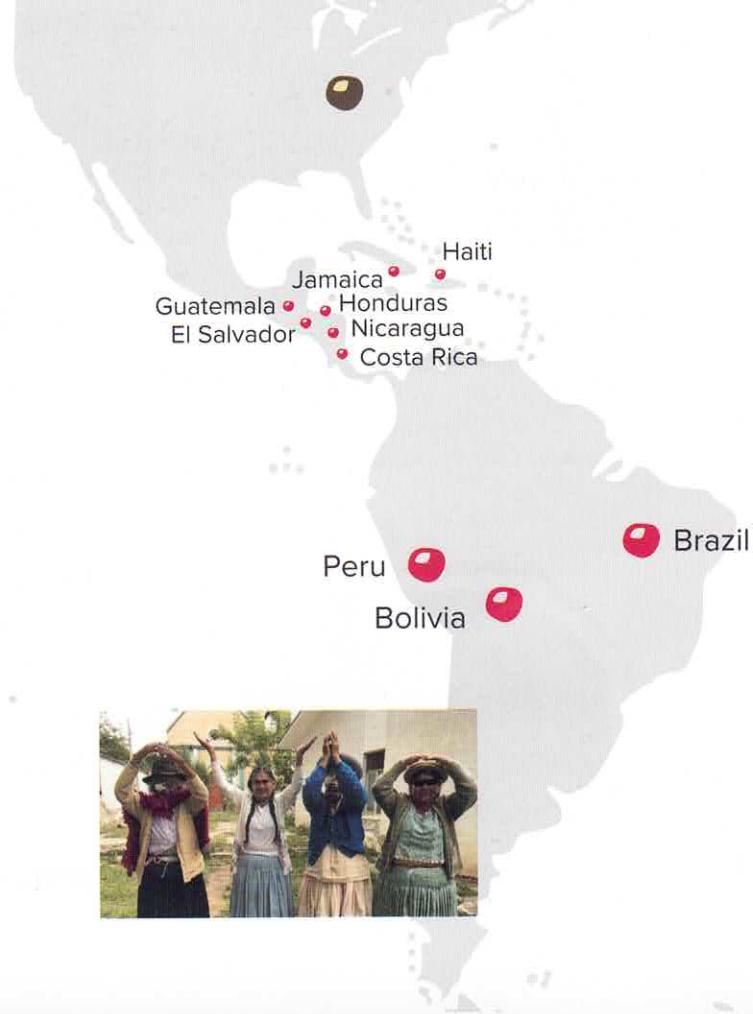 Haiti
Jamaica
Guatemala
Honduras
El Salvador
Nicaragua
Costa Rica
Brazil
Peru
Bolivia